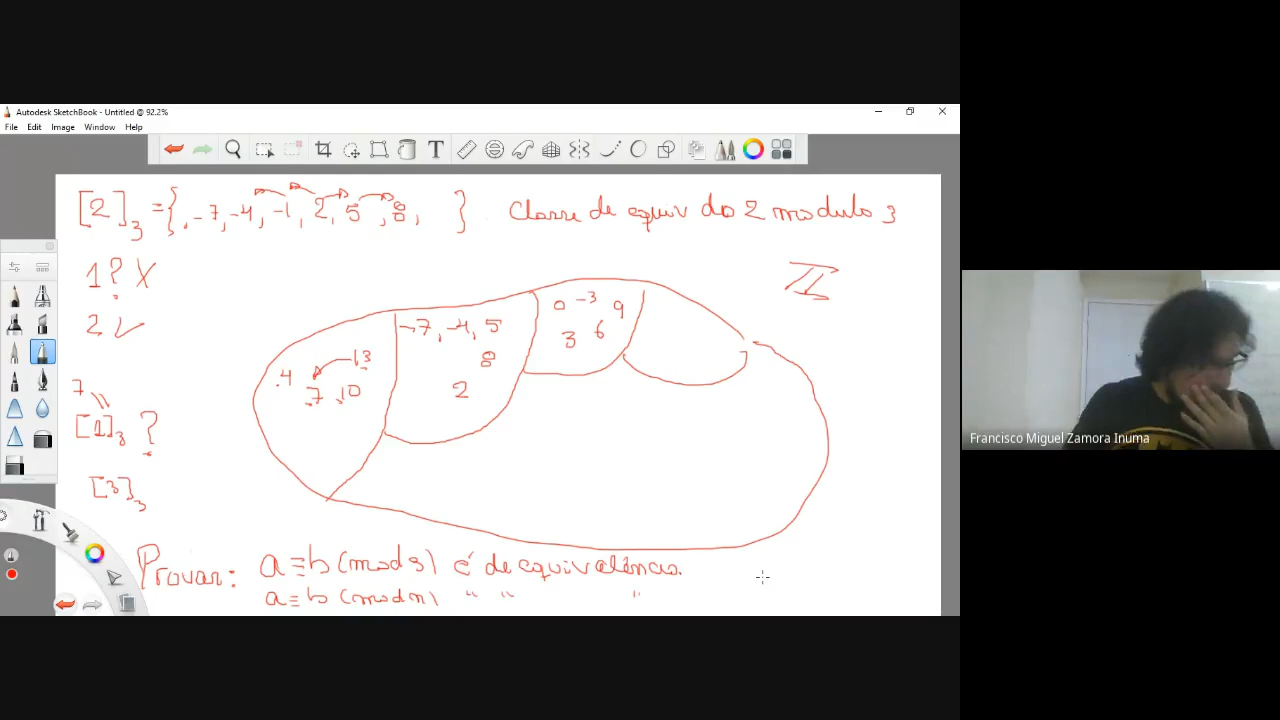 Autodesk SketchBook - Untitled @ 92.2%
File Edit Image Window Help
[2]₃ = { , -7, -4, -1, 2, 5, 8, } Classe de equiv do 2 modulo 3
1? X
ℤ
2 ✓
0 -3 9
3 6
-7, -4, 5
8
2
13
.4
.7 .10
7
[1]₃ ?
[3]₃
Francisco Miguel Zamora Inuma
Provar: a ≡ b (mod 3) é de equivalência.
a ≡ b (mod n) " " "